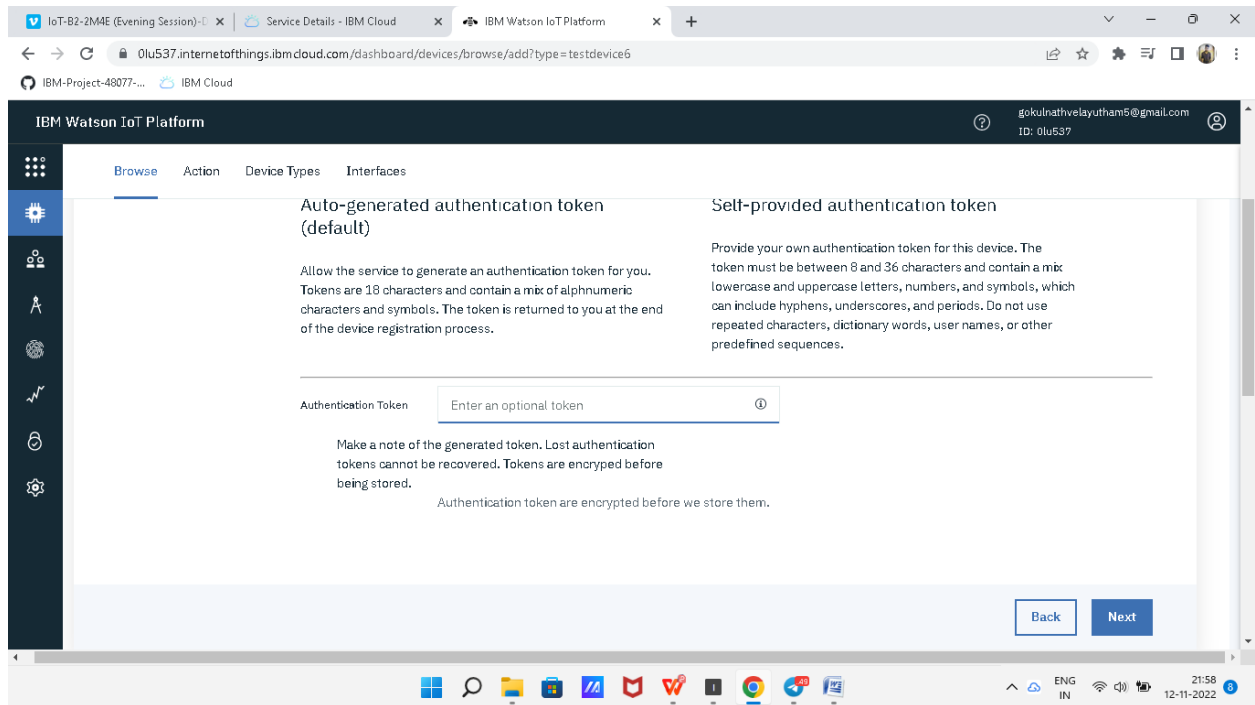 IoT-B2-2M4E (Evening Session)-D
Service Details - IBM Cloud
IBM Watson IoT Platform
0lu537.internetofthings.ibmcloud.com/dashboard/devices/browse/add?type=testdevice6
IBM-Project-48077-...
IBM Cloud
IBM Watson IoT Platform
gokulnathvelayutham5@gmail.com
ID: 0lu537
Browse Action Device Types Interfaces
Auto-generated authentication token
(default)
Allow the service to generate an authentication token for you.
Tokens are 18 characters and contain a mix of alphnumeric
characters and symbols. The token is returned to you at the end
of the device registration process.
Self-provided authentication token
Provide your own authentication token for this device. The
token must be between 8 and 36 characters and contain a mix
lowercase and uppercase letters, numbers, and symbols, which
can include hyphens, underscores, and periods. Do not use
repeated characters, dictionary words, user names, or other
predefined sequences.
Authentication Token
Enter an optional token
Make a note of the generated token. Lost authentication
tokens cannot be recovered. Tokens are encryped before
being stored.
Authentication token are encrypted before we store them.
Back
Next
49
ENG
IN
21:58
12-11-2022
8